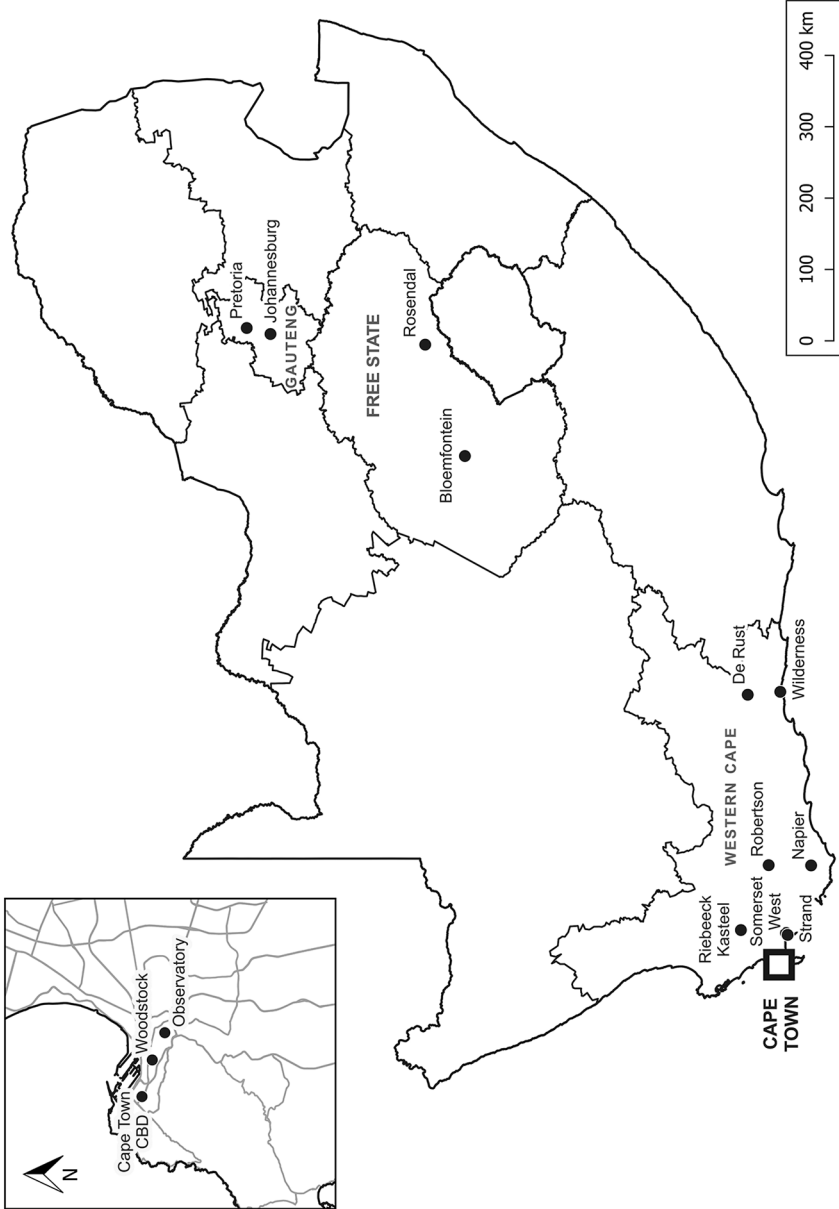 N
Cape Town
CBD
Woodstock
Observatory
Pretoria
Johannesburg
GAUTENG
FREE STATE
Rosendal
Bloemfontein
WESTERN CAPE
De Rust
Wilderness
Riebeeck
Kasteel
Somerset
West
Robertson
Strand
Napier
CAPE
TOWN
0 100 200 300 400 km